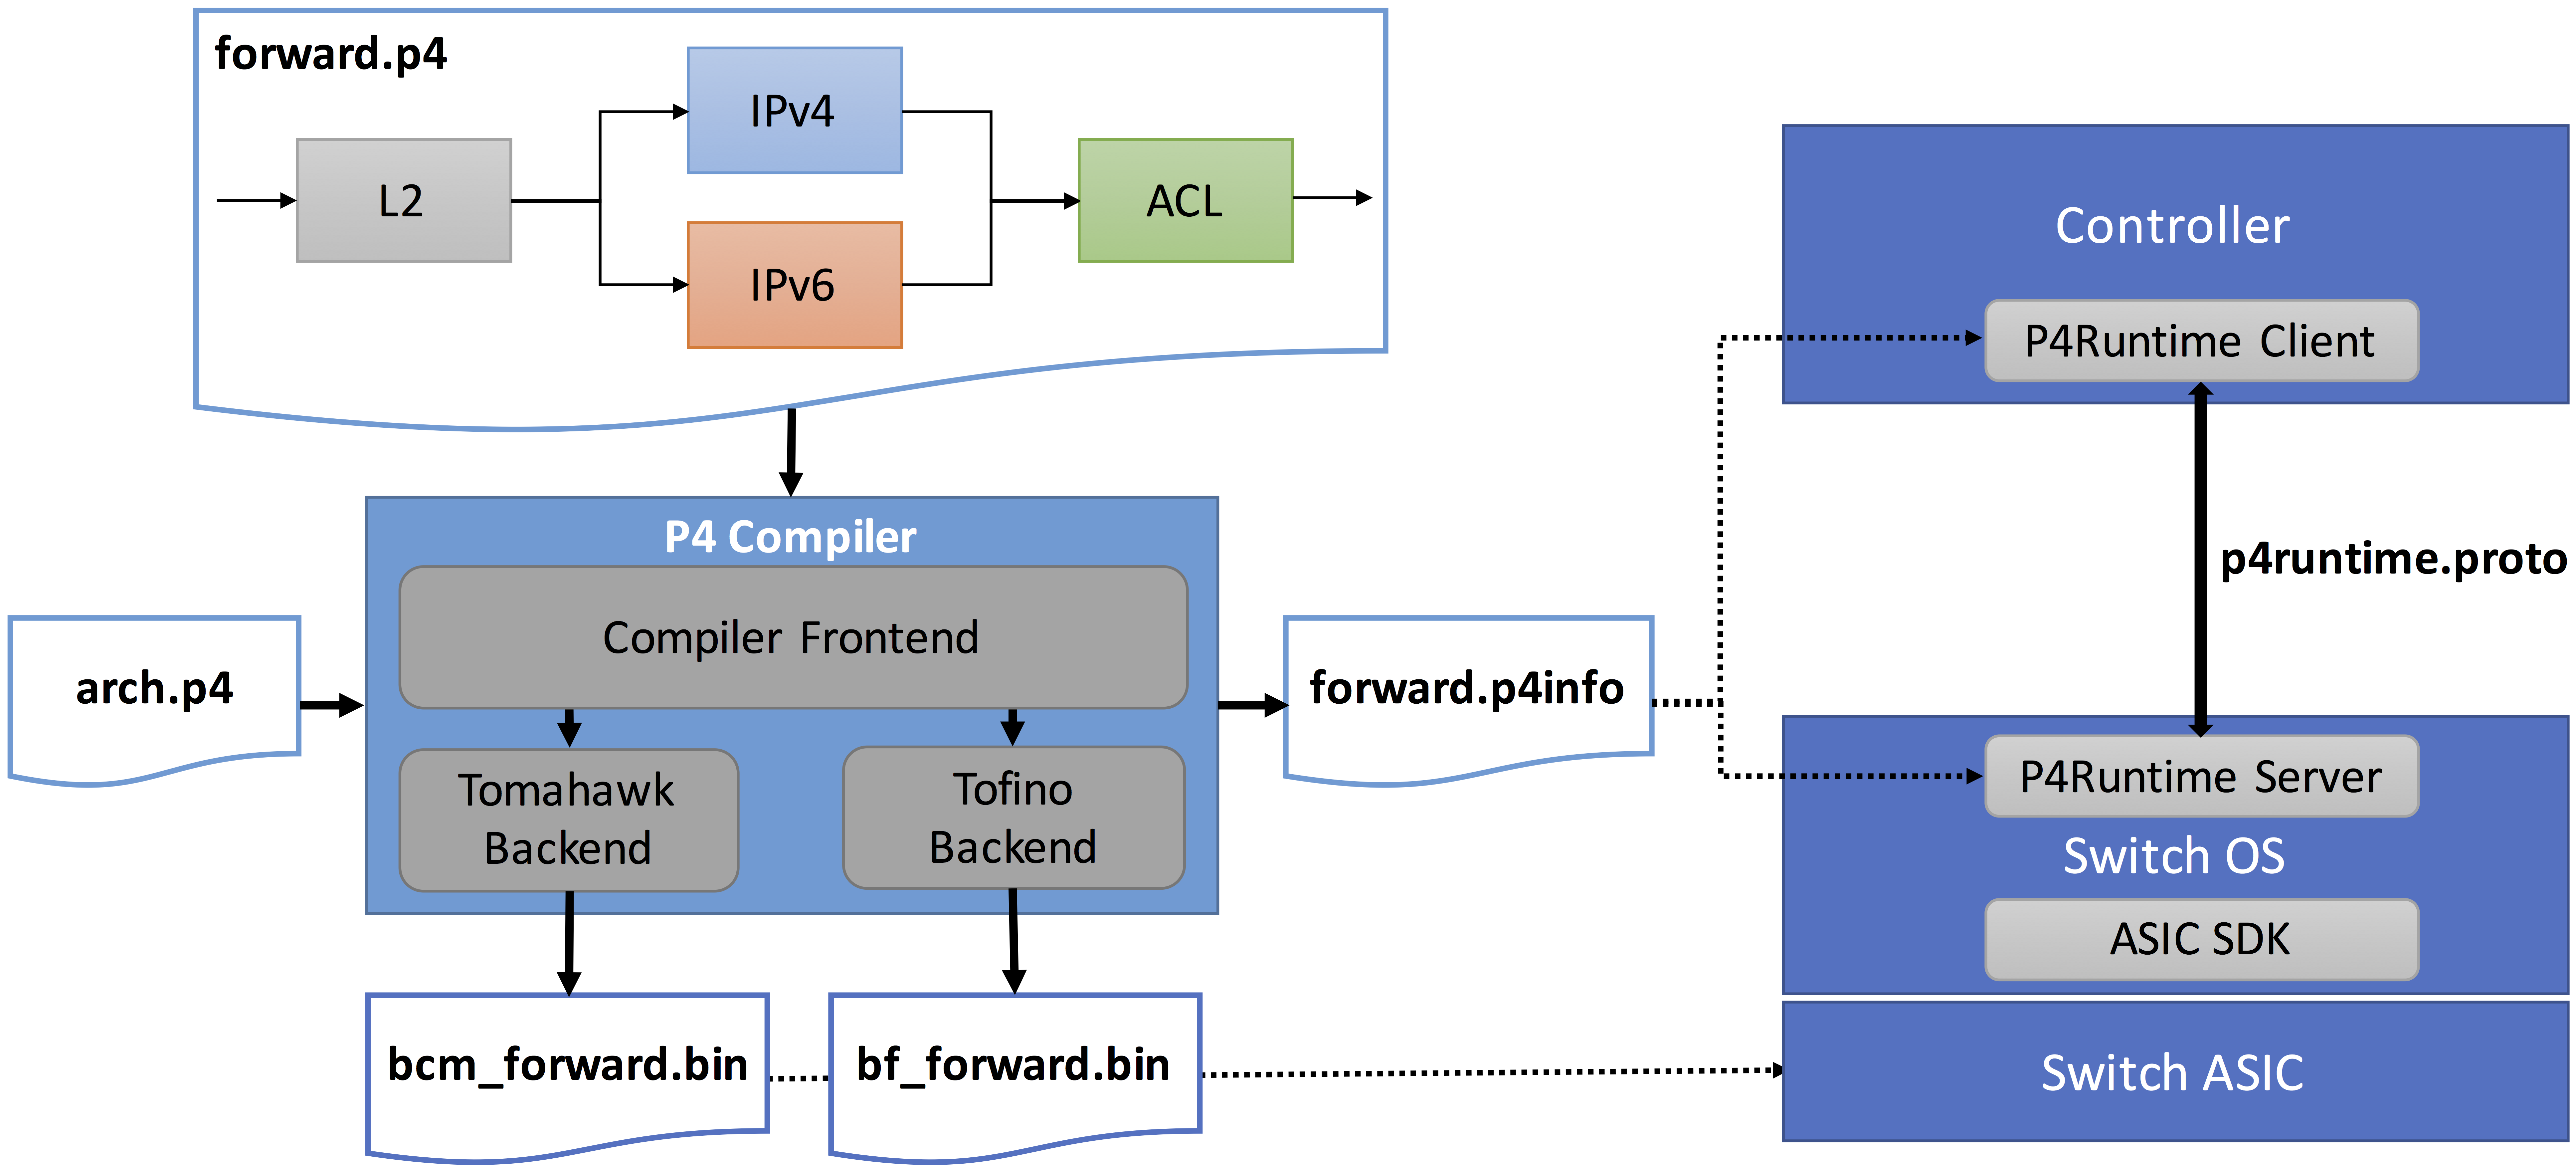 forward.p4
IPv4
L2
ACL
IPv6
P4 Compiler
Compiler Frontend
arch.p4
Tomahawk
Backend
Tofino
Backend
forward.p4info
bcm_forward.bin
bf_forward.bin
Controller
P4Runtime Client
p4runtime.proto
P4Runtime Server
Switch OS
ASIC SDK
Switch ASIC